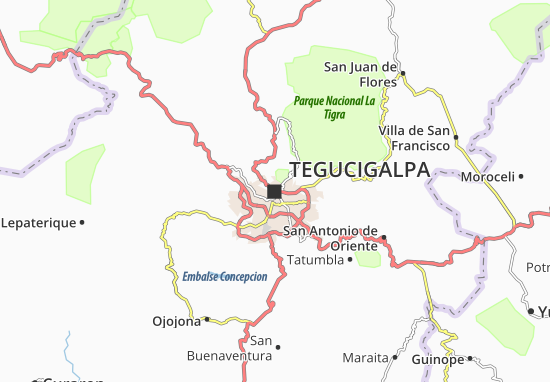 San Juan de
Flores
Parque Nacional La
Tigra
Villa de San
Francisco
TEGUCIGALPA
Moroceli
Lepaterique
San Antonio de
Oriente
Tatumbla
Embalse Concepcion
Potr
Yu
Ojojona
San
Buenaventura
Maraita
Guinope